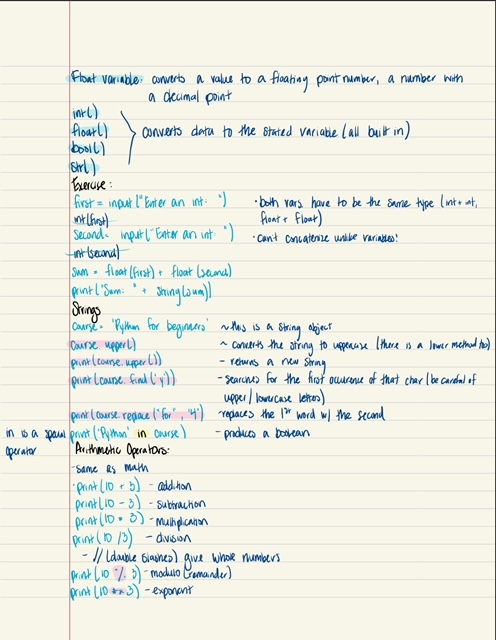 Float variable converts a value to a floating point number, a number with
a decimal point
int()
float()
bool()
str()
converts data to the stated variable (all built in)
Exercise:
first = input("Enter an int: ")
int(first)
second = input("Enter an int: ")
int(second)
• both vars have to be the same type (int + int,
float + float)
• Can't concatenize unlike variables!
sum = float(first) + float(second)
print("Sum: " + string(sum))
Strings
course = 'Python for beginners' ~ this is a string object
course.upper() ~ converts the string to uppercase (there is a lower method too)
print(course.upper()) - returns a new string
print(course.find('y')) - searches for the first occurence of that char (be careful of
upper/lowercase letters)
print(course.replace('for', '4') ~replaces the 1st word w/ the second
in is a special operator
print('Python' in course) - produces a boolean
Arithmetic Operators:
-same as math
print(10 + 3) - addition
print(10 - 3) - subtraction
print(10 * 3) - multiplication
print(10 / 3) - division
- // (double slashes) give whole numbers
print(10 % 3) - modulo (remainder)
print(10 ** 3) - exponent